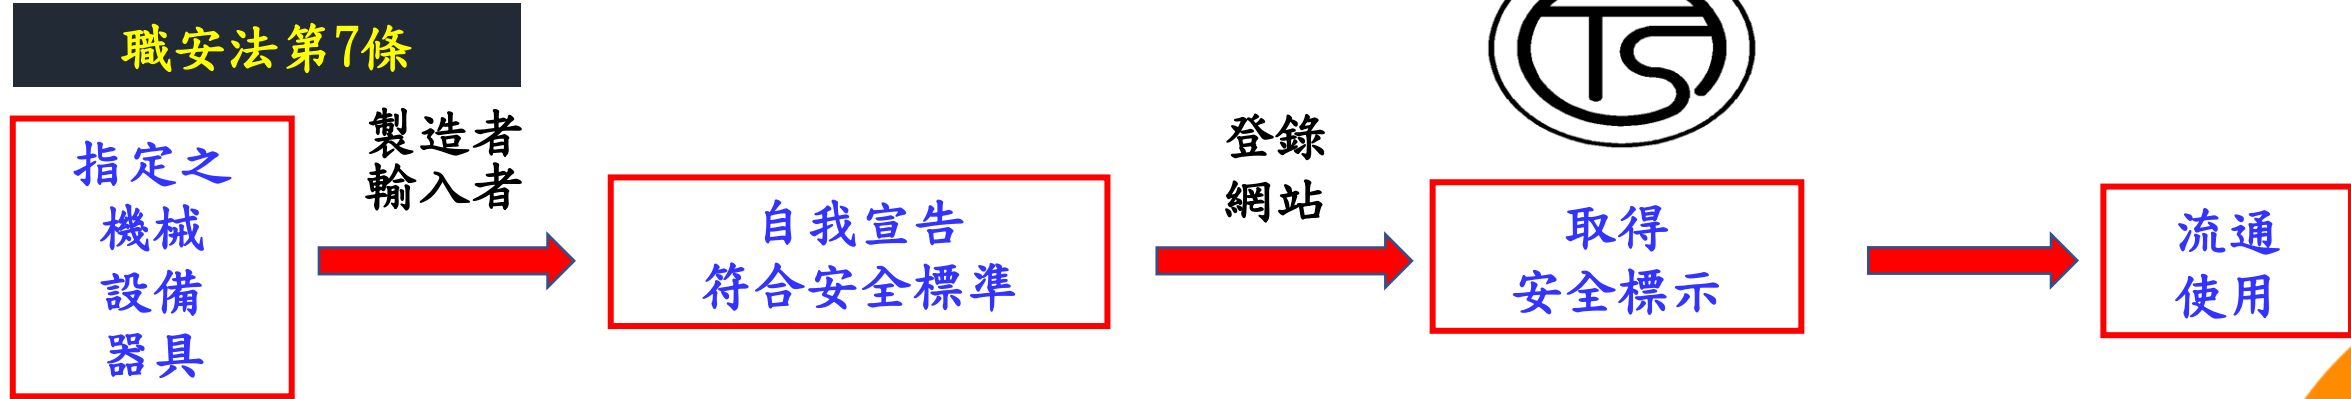 職安法第7條
指定之
機械
設備
器具
製造者
輸入者
自我宣告
符合安全標準
登錄
網站
TS
取得
安全標示
流通
使用